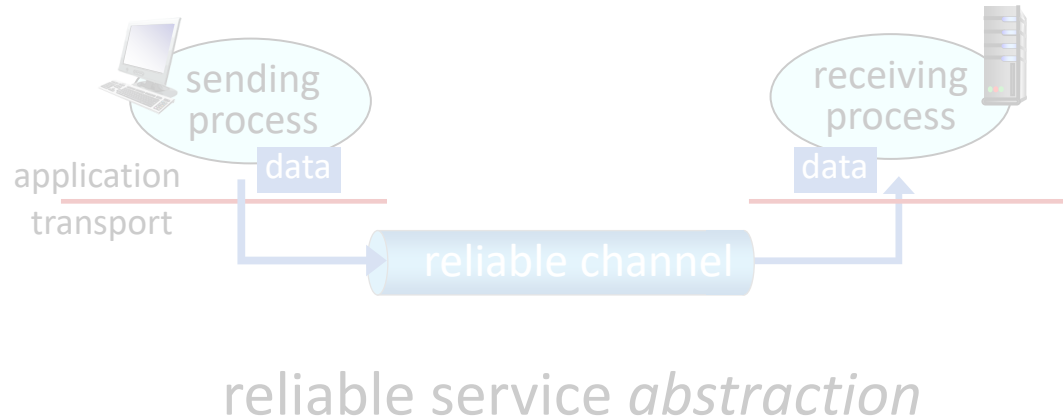 sending
process
receiving
process
data
data
application
transport
reliable channel
reliable service abstraction